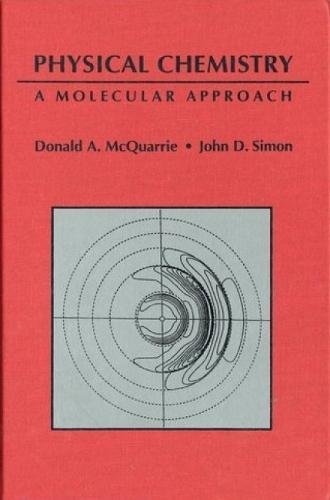 PHYSICAL CHEMISTRY
A MOLECULAR APPROACH
Donald A. McQuarrie • John D. Simon